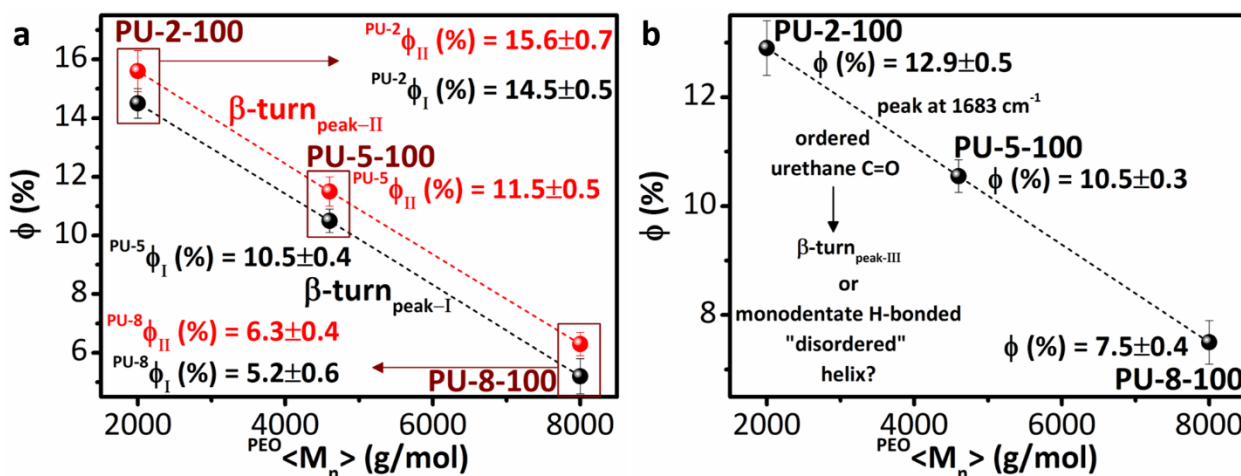 a
PU-2-100
PU-2ϕII (%) = 15.6±0.7
PU-2ϕI (%) = 14.5±0.5
β-turnpeak–II
PU-5-100
PU-5ϕII (%) = 11.5±0.5
PU-5ϕI (%) = 10.5±0.4
β-turnpeak–I
PU-8ϕII (%) = 6.3±0.4
PU-8ϕI (%) = 5.2±0.6
PU-8-100
ϕ (%)
16
14
12
10
8
6
2000 4000 6000 8000
PEO<Mn> (g/mol)
b
PU-2-100
ϕ (%) = 12.9±0.5
peak at 1683 cm-1
ordered
urethane C=O
PU-5-100
ϕ (%) = 10.5±0.3
β-turnpeak-III
or
monodentate H-bonded
"disordered"
helix?
ϕ (%) = 7.5±0.4
PU-8-100
ϕ (%)
12
10
8
2000 4000 6000 8000
PEO<Mn> (g/mol)